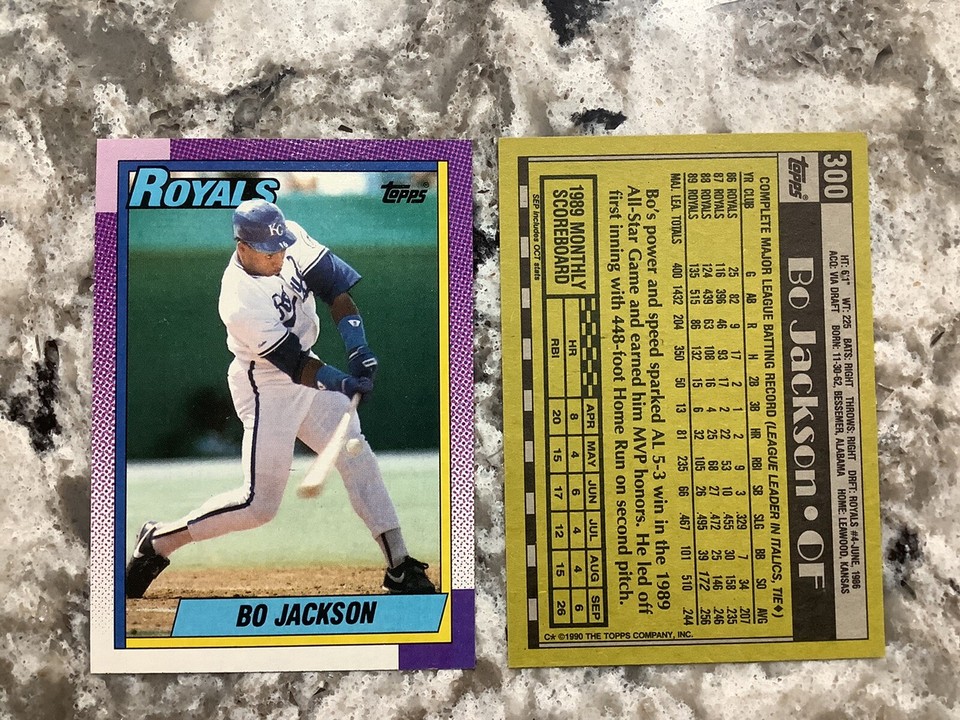 ROYALS
topps®
KC
16
Royals
BO JACKSON
300
HT: 6'1" WT: 225 BATS: RIGHT THROWS: RIGHT DRFT: ROYALS #4-JUNE, 1986
ACQ: VIA DRAFT BORN: 11-30-62, BESSEMER, ALABAMA HOME: LEAWOOD, KANSAS
topps®
BO JACKSON • OF
COMPLETE MAJOR LEAGUE BATTING RECORD (LEAGUE LEADER IN ITALICS, TIE♦)
YR CLUB G AB R H 2B 3B HR RBI SB SLG BB SO AVG
86 ROYALS 25 82 9 17 2 1 2 9 3 .329 7 34 .207
87 ROYALS 116 396 46 93 17 2 22 53 10 .455 30 158 .235
88 ROYALS 124 439 63 108 16 4 25 68 27 .472 25 146 .246
89 ROYALS 135 515 86 132 15 6 32 105 26 .495 39 172 .256
MAJ. LEA. TOTALS 400 1432 204 350 50 13 81 235 66 .467 101 510 .244
Bo's power and speed sparked AL 5-3 win in the 1989
All-Star Game and earned him MVP honors. He led off
first inning with 448-foot Home Run on second pitch.
1989 MONTHLY
SCOREBOARD
APR MAY JUN JUL AUG SEP
HR 8 4 6 4 4 6
RBI 20 15 17 12 15 26
SEP includes OCT stats
C* ©1990 THE TOPPS COMPANY, INC.